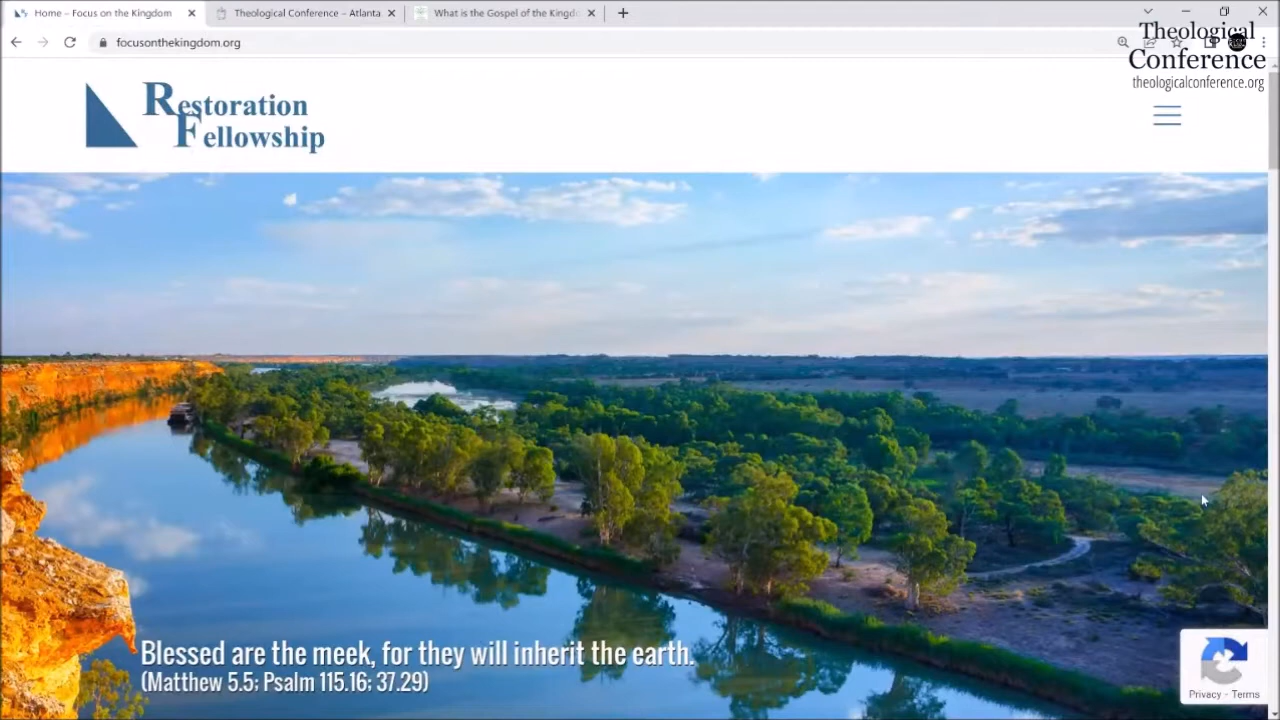 Home – Focus on the Kingdom
Theological Conference – Atlanta
What is the Gospel of the Kingd
focusonthekingdom.org
Theological
Conference
theologicalconference.org
Restoration
Fellowship
Blessed are the meek, for they will inherit the earth.
(Matthew 5.5; Psalm 115.16; 37.29)
Privacy - Terms